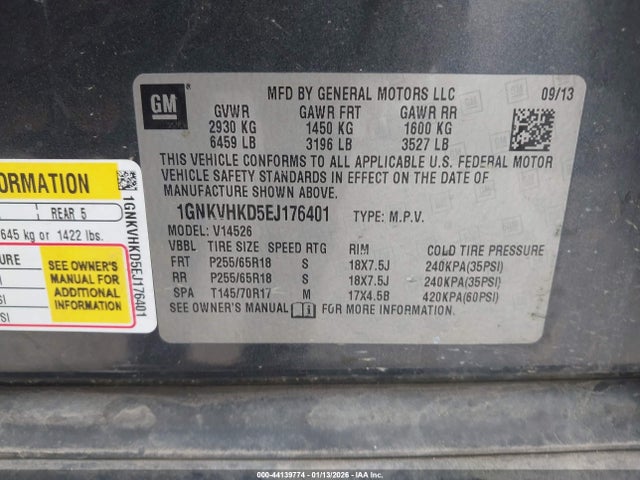 GM
MFD BY GENERAL MOTORS LLC 09/13
GVWR GAWR FRT GAWR RR
2930 KG 1450 KG 1600 KG
6459 LB 3196 LB 3527 LB
THIS VEHICLE CONFORMS TO ALL APPLICABLE U.S. FEDERAL MOTOR
VEHICLE SAFETY STANDARDS IN EFFECT ON THE DATE OF
MANUFACTURE SHOWN ABOVE.
1GNKVHKD5EJ176401 TYPE: M.P.V.
MODEL: V14526
VBBL TIRE SIZE SPEED RTG RIM COLD TIRE PRESSURE
FRT P255/65R18 S 18X7.5J 240KPA(35PSI)
RR P255/65R18 S 18X7.5J 240KPA(35PSI)
SPA T145/70R17 M 17X4.5B 420KPA(60PSI)
SEE OWNER'S MANUAL FOR ADDITIONAL INFORMATION.
FORMATION
REAR 5
645 kg or 1422 lbs.
SEE OWNER'S
MANUAL FOR
ADDITIONAL
INFORMATION
1GNKVHKD5EJ176401
000-44139774 - 01/13/2026 - IAA Inc.